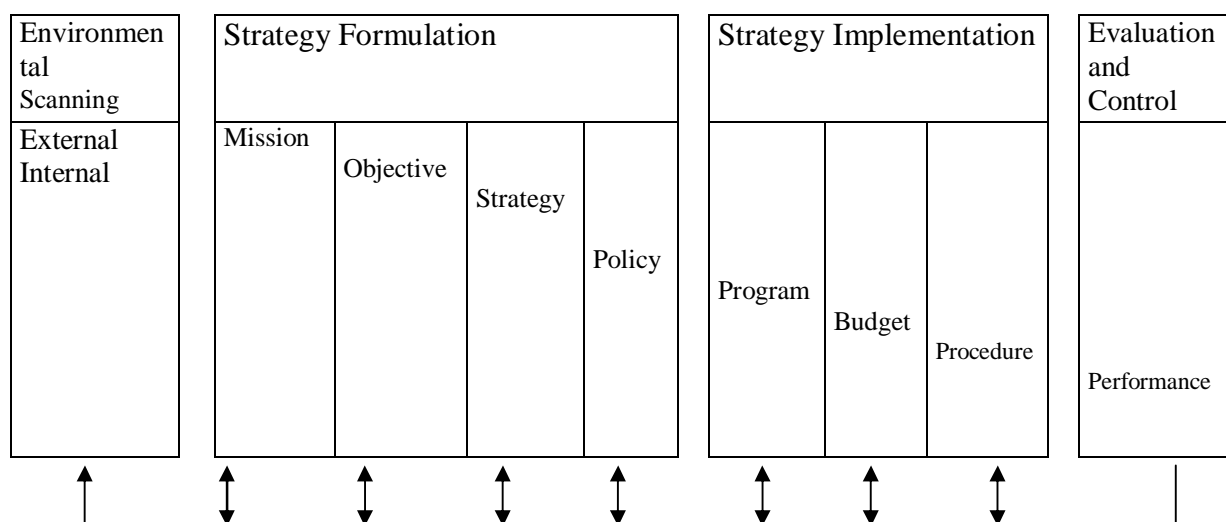 Environmen
tal
Scanning
Strategy Formulation
Strategy Implementation
Evaluation
and
Control
External
Internal
Mission
Objective
Strategy
Policy
Program
Budget
Procedure
Performance